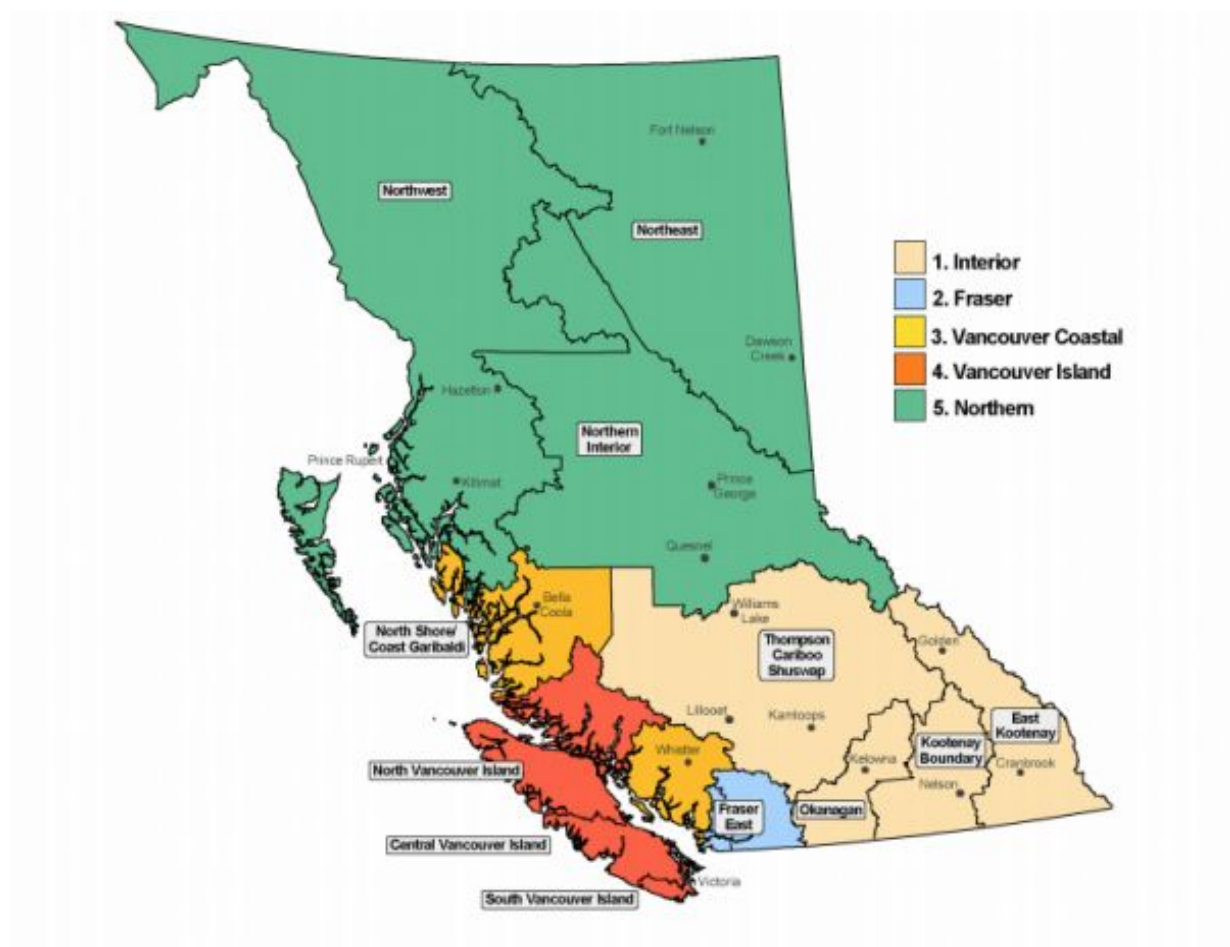 Fort Nelson
Northwest
Northeast
1. Interior
2. Fraser
3. Vancouver Coastal
4. Vancouver Island
5. Northern
Dawson
Creek
Hazelton
Northern
Interior
Prince Rupert
Kitimat
Prince
George
Quesnel
Bella
Coola
Williams
Lake
North Shore/
Coast Garibaldi
Thompson
Cariboo
Shuswap
Golden
Lillooet
Kamloops
East
Kootenay
Kootenay
Boundary
Whistler
Kelowna
Cranbrook
North Vancouver Island
Nelson
Fraser
East
Okanagan
Central Vancouver Island
Victoria
South Vancouver Island